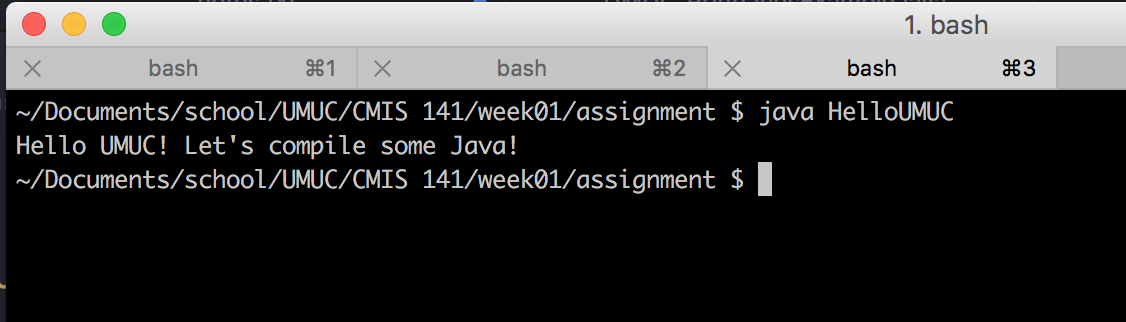 1. bash
bash ⌘1 bash ⌘2 bash ⌘3
~/Documents/school/UMUC/CMIS 141/week01/assignment $ java HelloUMUC
Hello UMUC! Let's compile some Java!
~/Documents/school/UMUC/CMIS 141/week01/assignment $